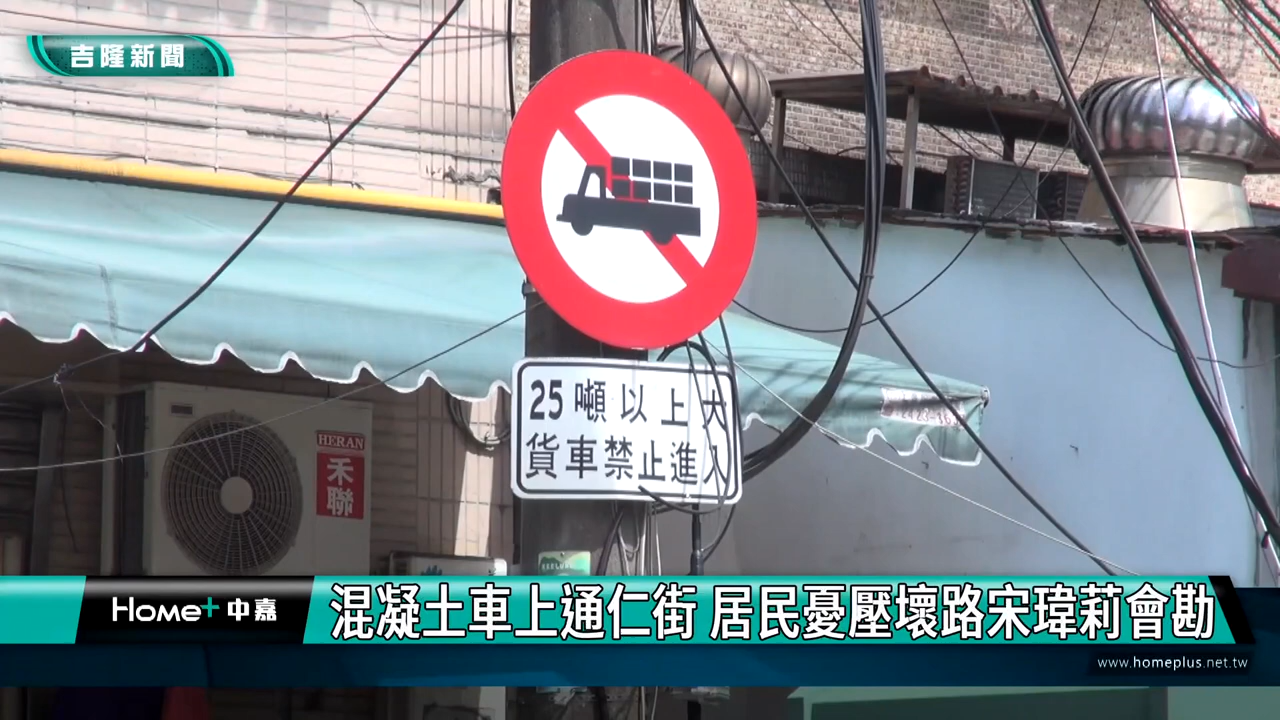 吉隆新聞
25噸以上大
貨車禁止進入
HERAN
禾聯
Home+中嘉
混凝土車上通仁街 居民憂壓壞路宋瑋莉會勘
www.homeplus.net.tw